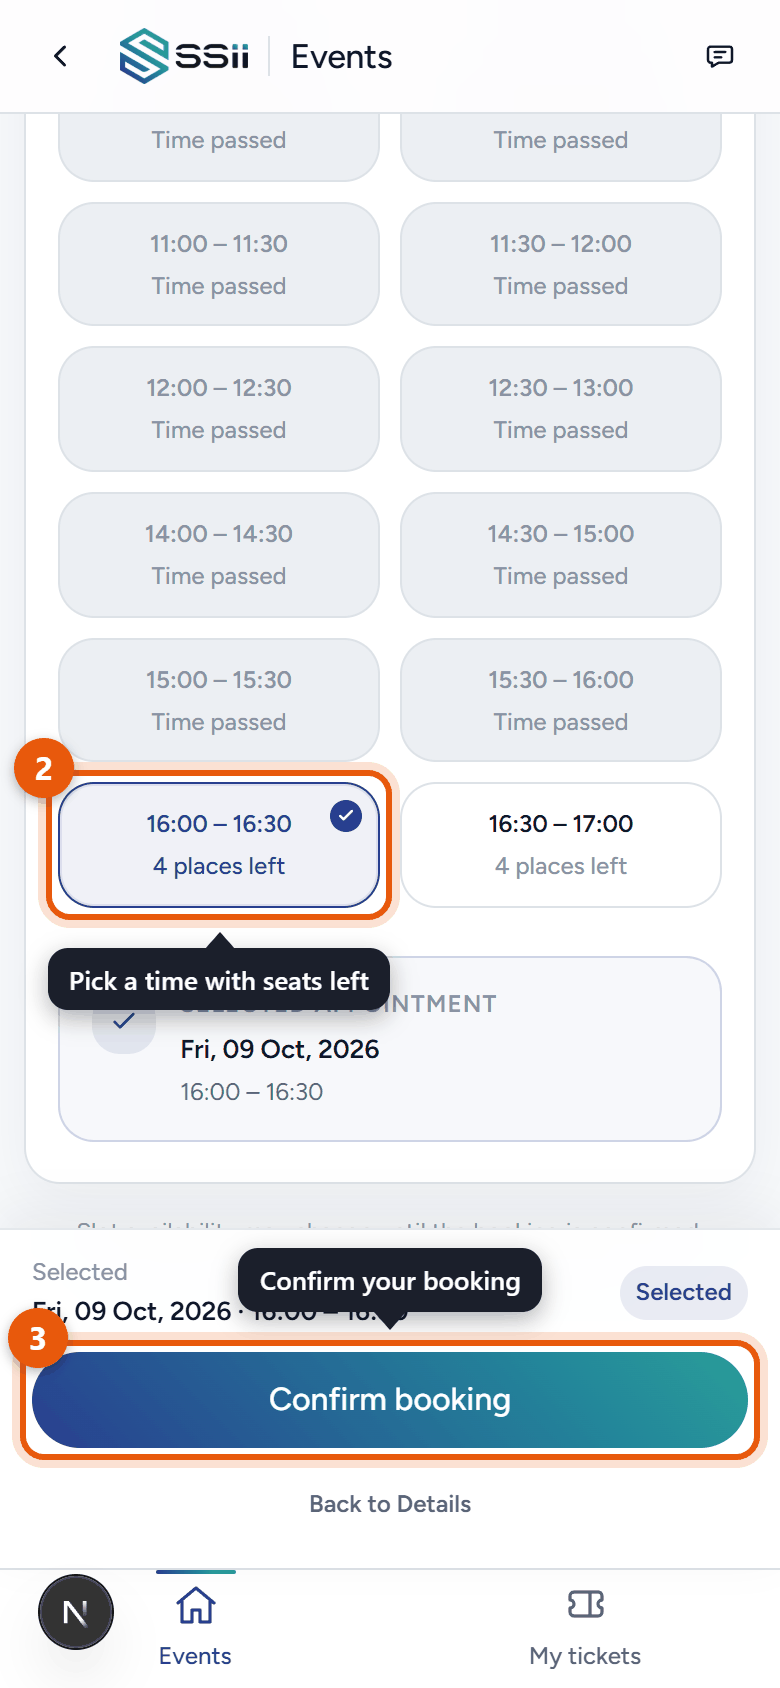 SSii
Events
Time passed
Time passed
11:00 – 11:30
Time passed
11:30 – 12:00
Time passed
12:00 – 12:30
Time passed
12:30 – 13:00
Time passed
14:00 – 14:30
Time passed
14:30 – 15:00
Time passed
15:00 – 15:30
Time passed
15:30 – 16:00
Time passed
2
16:00 – 16:30
4 places left
16:30 – 17:00
4 places left
Pick a time with seats left
Fri, 09 Oct, 2026
16:00 – 16:30
Selected
Confirm your booking
Fri, 09 Oct, 2026 ·
Selected
3
Confirm booking
Back to Details
N
Events
My tickets